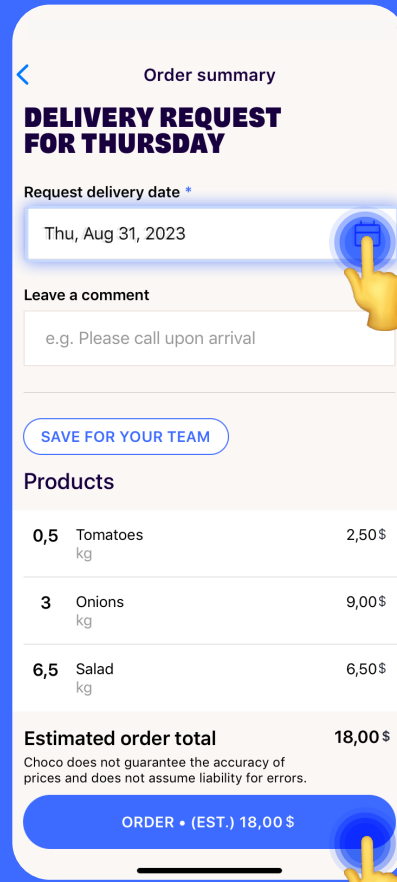 Order summary
DELIVERY REQUEST
FOR THURSDAY
Request delivery date *
Thu, Aug 31, 2023
Leave a comment
e.g. Please call upon arrival
SAVE FOR YOUR TEAM
Products
0,5 Tomatoes 2,50$
kg
3 Onions 9,00$
kg
6,5 Salad 6,50$
kg
Estimated order total 18,00$
Choco does not guarantee the accuracy of
prices and does not assume liability for errors.
ORDER • (EST.) 18,00$